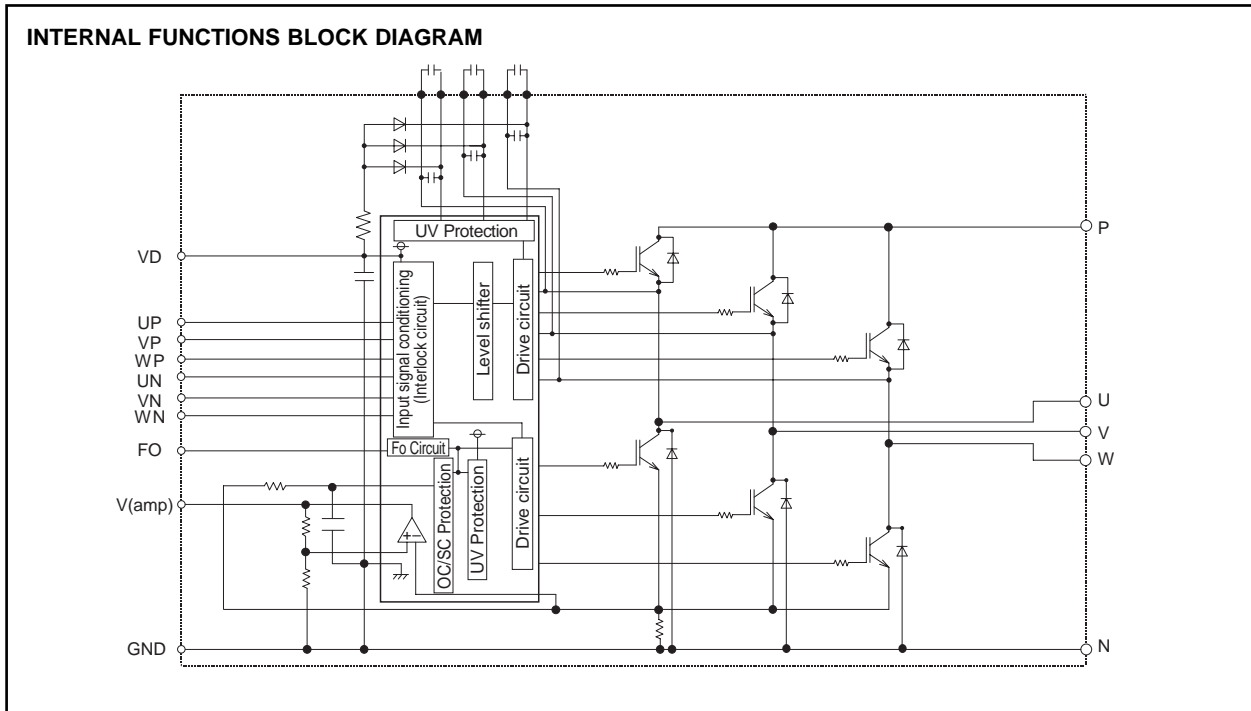 INTERNAL FUNCTIONS BLOCK DIAGRAM
UV Protection
P
VD
Input signal conditioning
(Interlock circuit)
Level shifter
Drive circuit
UP
VP
WP
UN
VN
WN
U
V
W
FO
Fo Circuit
V(amp)
+-
OC/SC Protection
UV Protection
Drive circuit
GND
N